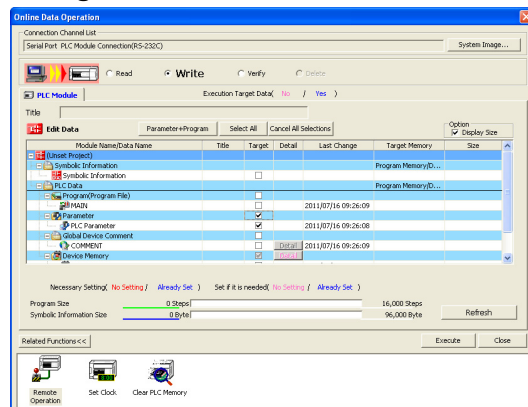 Online Data Operation
Connection Channel List
Serial Port PLC Module Connection(RS-232C)
System Image...
Read
Write
Verify
Delete
PLC Module
Execution Target Data( No / Yes )
Title
Edit Data
Parameter+Program
Select All
Cancel All Selections
Option
Display Size
Module Name/Data Name Title Target Detail Last Change Target Memory Size
(Unset Project)
Symbolic Information Program Memory/D...
Symbolic Information
PLC Data Program Memory/D...
Program(Program File)
MAIN 2011/07/16 09:26:09
Parameter
PLC Parameter 2011/07/16 09:26:08
Global Device Comment
COMMENT Detail 2011/07/16 09:26:09
Device Memory Detail
Necessary Setting( No Setting / Already Set ) Set if it is needed( No Setting / Already Set )
Program Size 0 Steps 16,000 Steps
Symbolic Information Size 0 Byte 96,000 Byte
Refresh
Related Functions<<
Execute
Close
Remote Operation
Set Clock
Clear PLC Memory